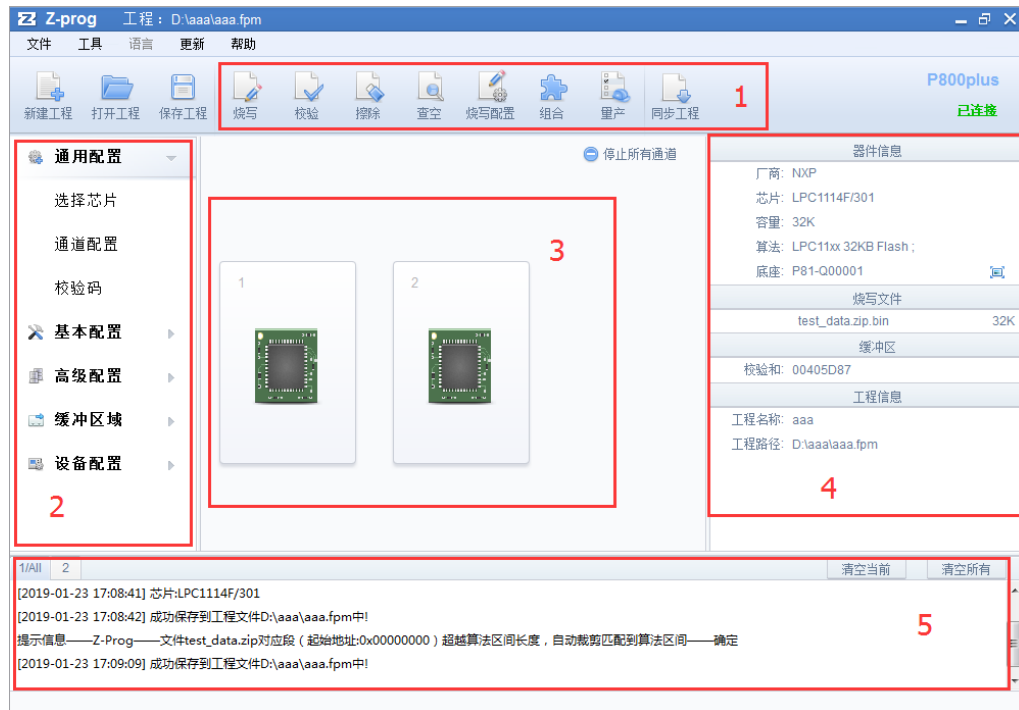 Z-prog 工程：D:\aaa\aaa.fpm
文件 工具 语言 更新 帮助
新建工程 打开工程 保存工程 烧写 校验 擦除 查空 烧写配置 组合 量产 同步工程
1
P800plus
已连接
通用配置
选择芯片
通道配置
校验码
基本配置
高级配置
缓冲区域
设备配置
2
停止所有通道
3
1 2
器件信息
厂商: NXP
芯片: LPC1114F/301
容量: 32K
算法: LPC11xx 32KB Flash ;
底座: P81-Q00001
烧写文件
test_data.zip.bin 32K
缓冲区
校验和: 00405D87
工程信息
工程名称: aaa
工程路径: D:\aaa\aaa.fpm
4
1/All 2 清空当前 清空所有
[2019-01-23 17:08:41] 芯片:LPC1114F/301
[2019-01-23 17:08:42] 成功保存到工程文件D:\aaa\aaa.fpm中!
提示信息——Z-Prog——文件test_data.zip对应段（起始地址:0x00000000）超越算法区间长度，自动裁剪匹配到算法区间——确定
[2019-01-23 17:09:09] 成功保存到工程文件D:\aaa\aaa.fpm中!
5